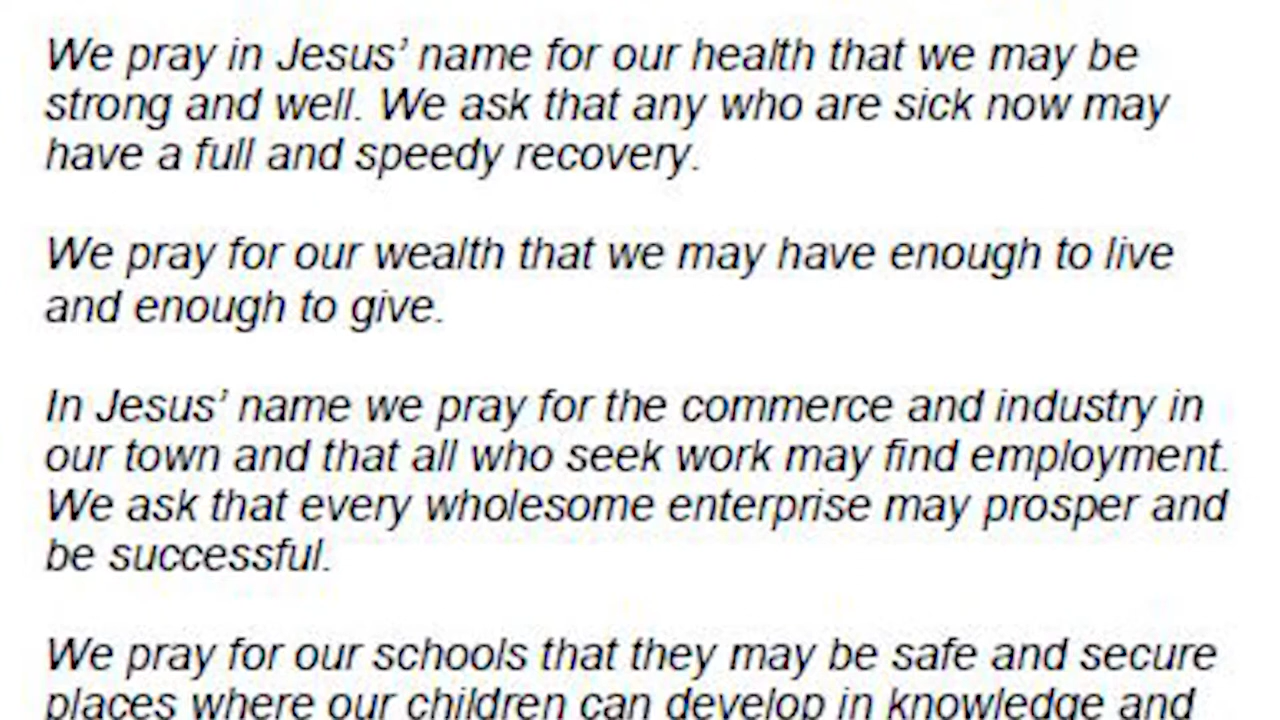 We pray in Jesus’ name for our health that we may be
strong and well. We ask that any who are sick now may
have a full and speedy recovery.
We pray for our wealth that we may have enough to live
and enough to give.
In Jesus’ name we pray for the commerce and industry in
our town and that all who seek work may find employment.
We ask that every wholesome enterprise may prosper and
be successful.
We pray for our schools that they may be safe and secure
places where our children can develop in knowledge and